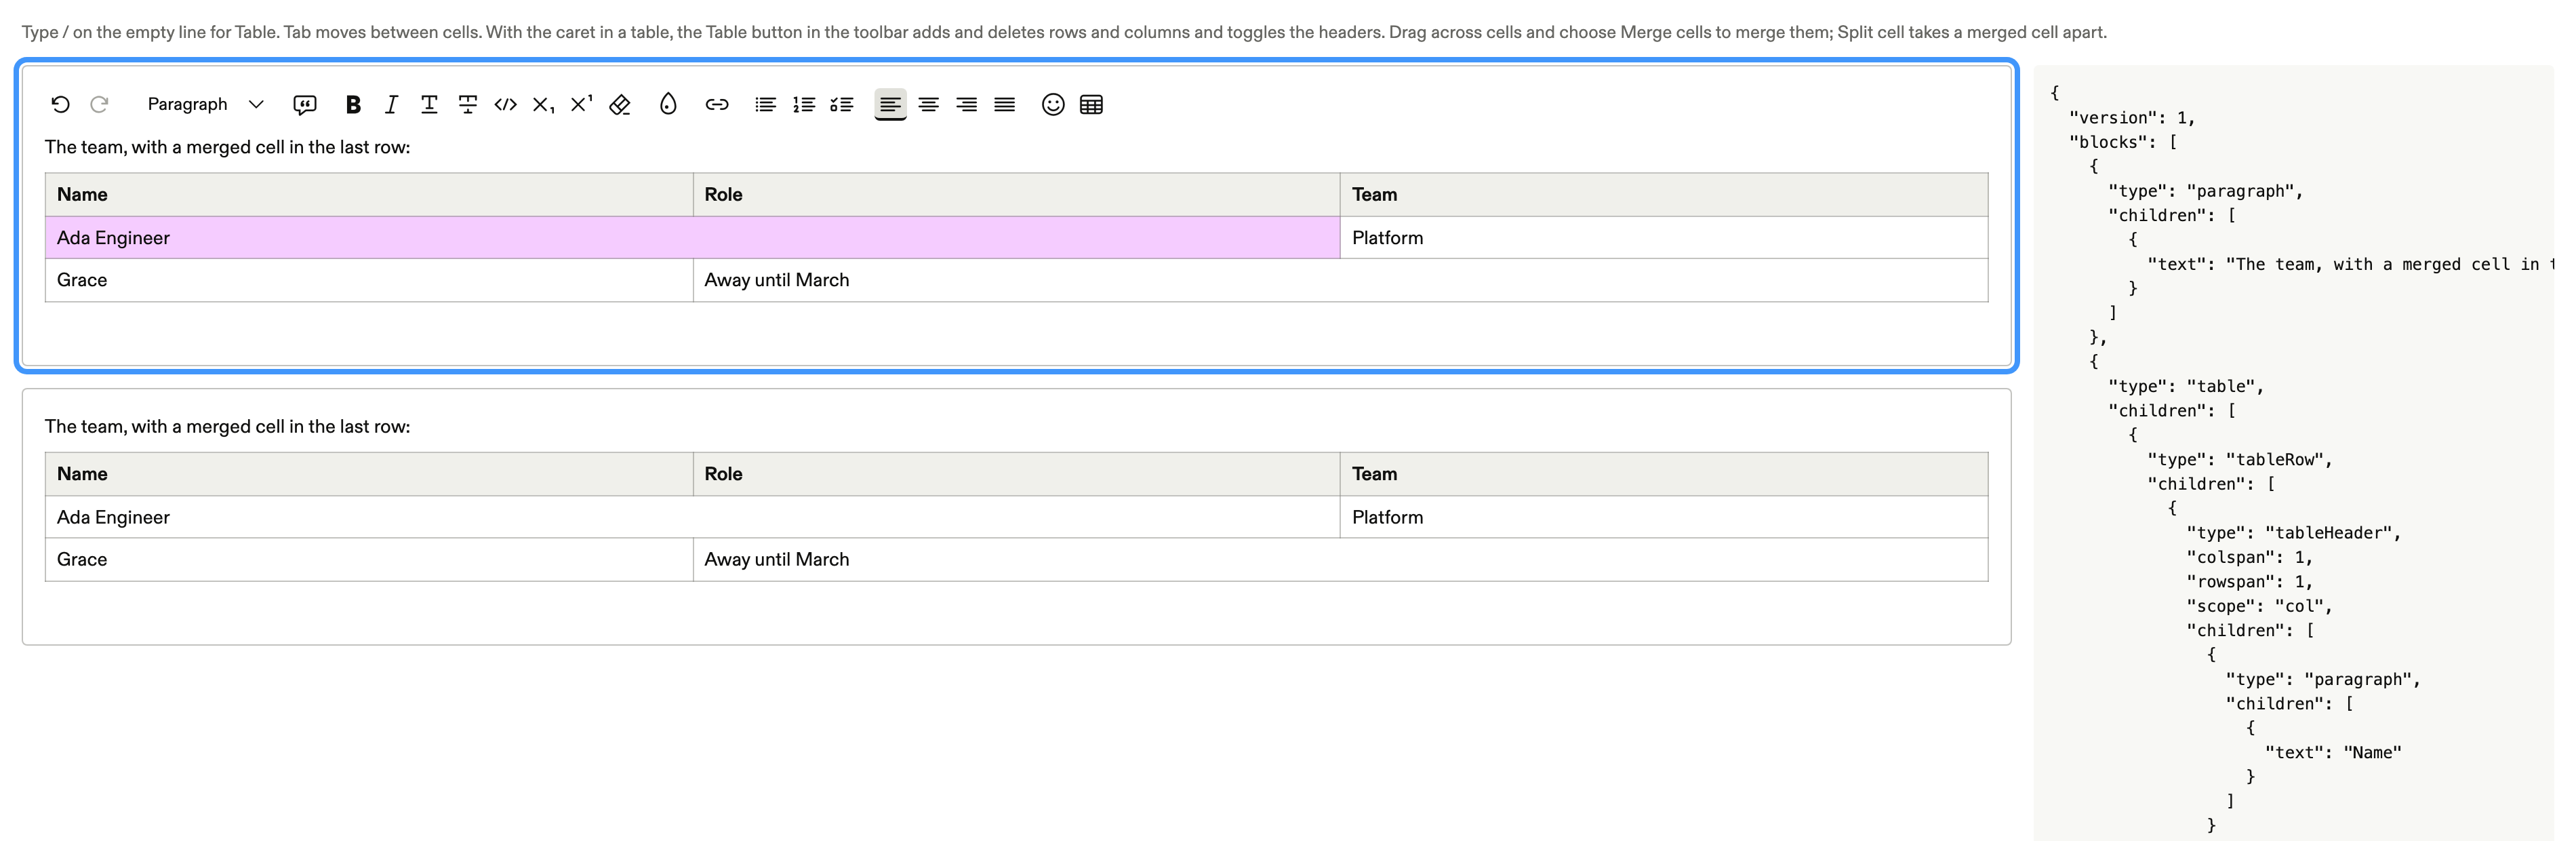 Type / on the empty line for Table. Tab moves between cells. With the caret in a table, the Table button in the toolbar adds and deletes rows and columns and toggles the headers. Drag across cells and choose Merge cells to merge them; Split cell takes a merged cell apart.
Paragraph
The team, with a merged cell in the last row:
Name Role Team
Ada Engineer Platform
Grace Away until March
The team, with a merged cell in the last row:
Name Role Team
Ada Engineer Platform
Grace Away until March
{
"version": 1,
"blocks": [
{
"type": "paragraph",
"children": [
{
"text": "The team, with a merged cell in
}
]
},
{
"type": "table",
"children": [
{
"type": "tableRow",
"children": [
{
"type": "tableHeader",
"colspan": 1,
"rowspan": 1,
"scope": "col",
"children": [
{
"type": "paragraph",
"children": [
{
"text": "Name"
}
]
}